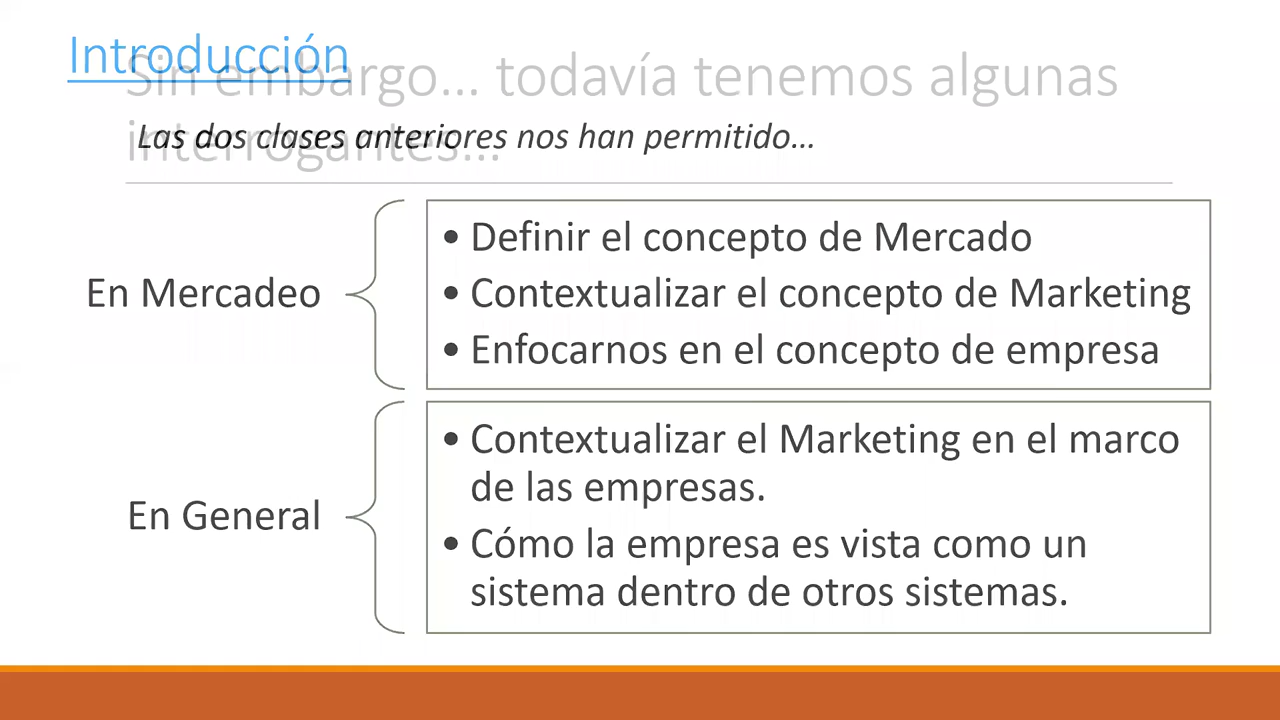 Introducción
Sin embargo... todavía tenemos algunas
interrogantes...
Las dos clases anteriores nos han permitido...
En Mercadeo
• Definir el concepto de Mercado
• Contextualizar el concepto de Marketing
• Enfocarnos en el concepto de empresa
En General
• Contextualizar el Marketing en el marco
de las empresas.
• Cómo la empresa es vista como un
sistema dentro de otros sistemas.